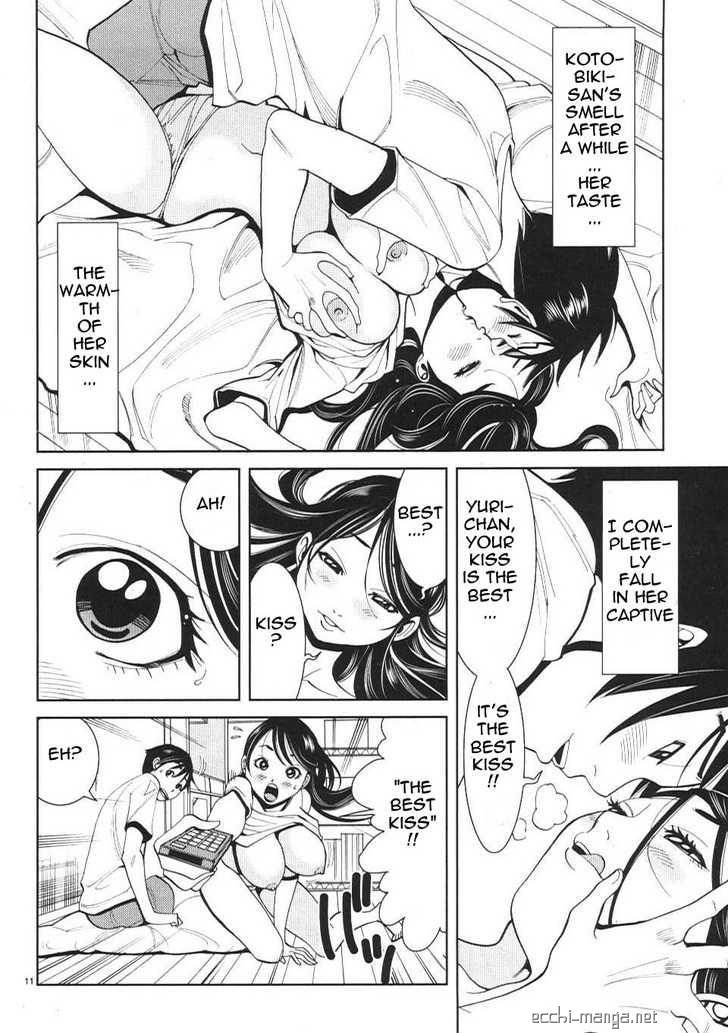 KOTO-
BIKI-
SAN'S
SMELL
AFTER
A WHILE
...
HER
TASTE
...
THE
WARM-
TH OF
HER
SKIN
...
I COM-
PLETE-
LY
FALL
IN HER
CAPTIVE
YURI-
CHAN,
YOUR
KISS
IS THE
BEST
...
IT'S
THE
BEST
KISS!
BEST
...?
KISS?
AH!
"THE
BEST
KISS"
!!
EH?
11
ecchi-manga.net